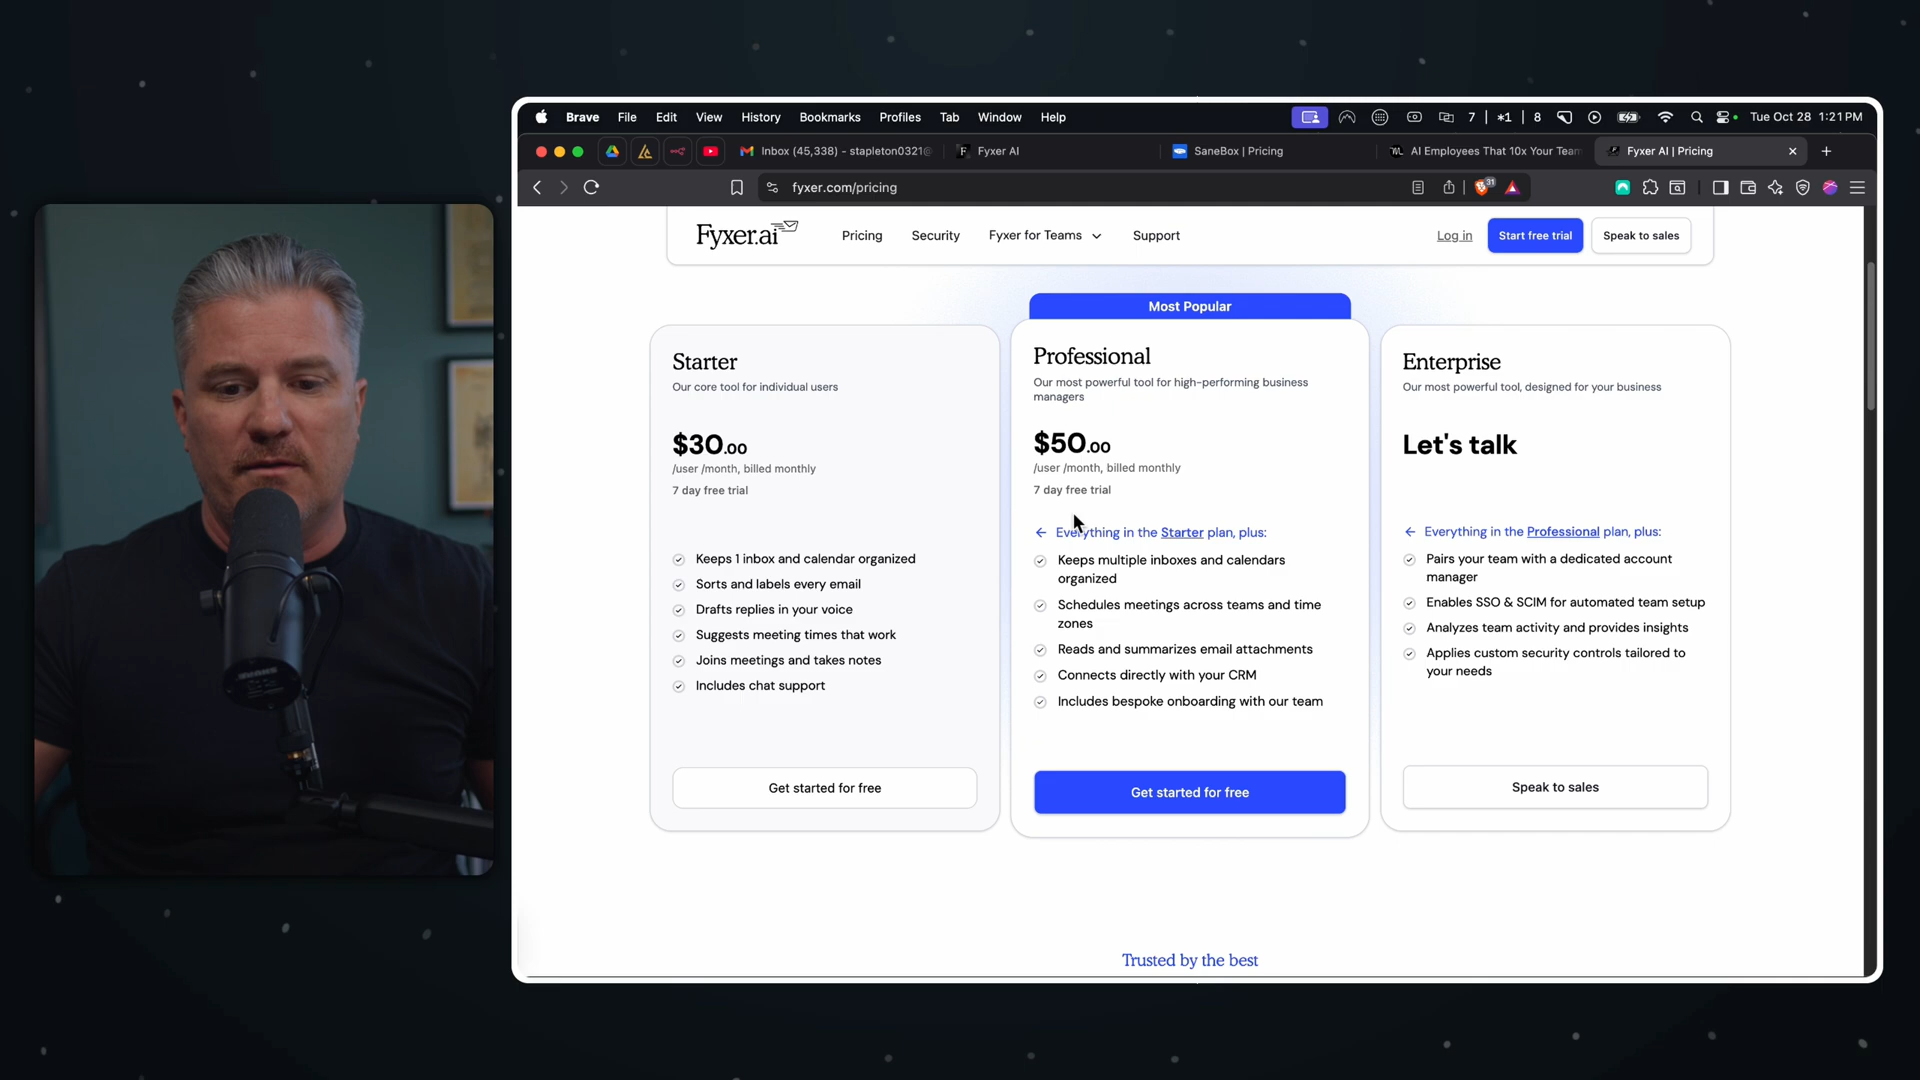 Brave File Edit View History Bookmarks Profiles Tab Window Help
7 | *1 | 8 Tue Oct 28 1:21 PM
Inbox (45,338) - stapleton0321@ Fyxer AI SaneBox | Pricing AI Employees That 10x Your Team Fyxer AI | Pricing
fyxer.com/pricing
31
Fyxer.ai Pricing Security Fyxer for Teams Support Log in Start free trial Speak to sales
Most Popular
Starter
Our core tool for individual users
$30.00
/user /month, billed monthly
7 day free trial
Keeps 1 inbox and calendar organized
Sorts and labels every email
Drafts replies in your voice
Suggests meeting times that work
Joins meetings and takes notes
Includes chat support
Get started for free
Professional
Our most powerful tool for high-performing business
managers
$50.00
/user /month, billed monthly
7 day free trial
Everything in the Starter plan, plus:
Keeps multiple inboxes and calendars
organized
Schedules meetings across teams and time
zones
Reads and summarizes email attachments
Connects directly with your CRM
Includes bespoke onboarding with our team
Get started for free
Enterprise
Our most powerful tool, designed for your business
Let's talk
Everything in the Professional plan, plus:
Pairs your team with a dedicated account
manager
Enables SSO & SCIM for automated team setup
Analyzes team activity and provides insights
Applies custom security controls tailored to
your needs
Speak to sales
Trusted by the best